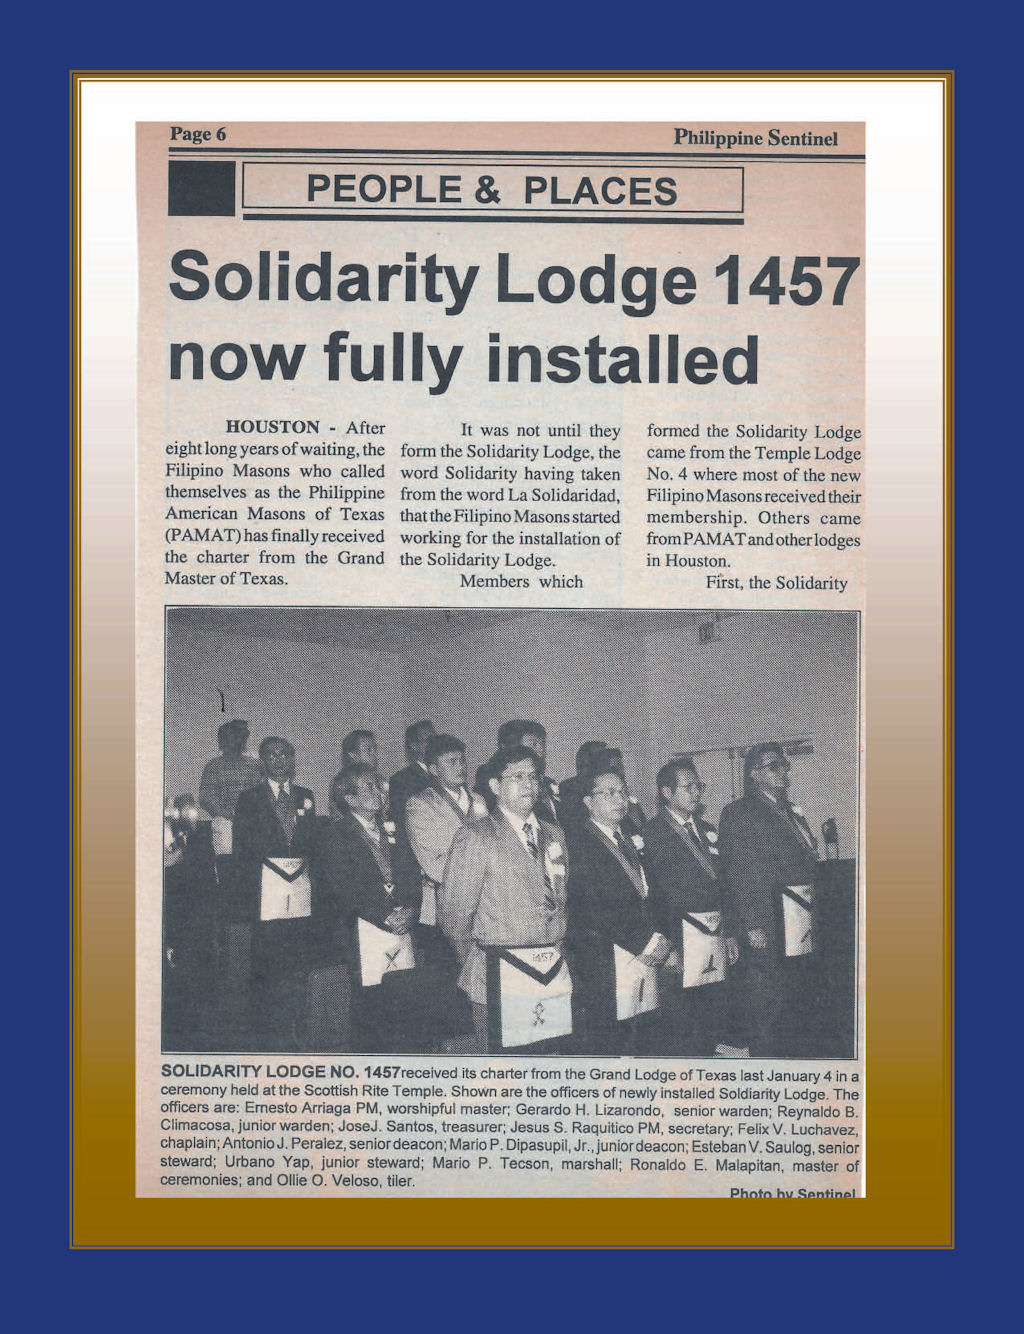 Page 6
Philippine Sentinel
PEOPLE & PLACES
Solidarity Lodge 1457
now fully installed
HOUSTON - After
eight long years of waiting, the
Filipino Masons who called
themselves as the Philippine
American Masons of Texas
(PAMAT) has finally received
the charter from the Grand
Master of Texas.
It was not until they
form the Solidarity Lodge, the
word Solidarity having taken
from the word La Solidaridad,
that the Filipino Masons started
working for the installation of
the Solidarity Lodge.
Members which
formed the Solidarity Lodge
came from the Temple Lodge
No. 4 where most of the new
Filipino Masons received their
membership. Others came
from PAMAT and other lodges
in Houston.
First, the Solidarity
1457
1457
1457
SOLIDARITY LODGE NO. 1457 received its charter from the Grand Lodge of Texas last January 4 in a
ceremony held at the Scottish Rite Temple. Shown are the officers of newly installed Soldiarity Lodge. The
officers are: Ernesto Arriaga PM, worshipful master; Gerardo H. Lizarondo, senior warden; Reynaldo B.
Climacosa, junior warden; JoseJ. Santos, treasurer; Jesus S. Raquitico PM, secretary; Felix V. Luchavez,
chaplain; Antonio J. Peralez, senior deacon; Mario P. Dipasupil, Jr., junior deacon; Esteban V. Saulog, senior
steward; Urbano Yap, junior steward; Mario P. Tecson, marshall; Ronaldo E. Malapitan, master of
ceremonies; and Ollie O. Veloso, tiler.
Photo by Sentinel